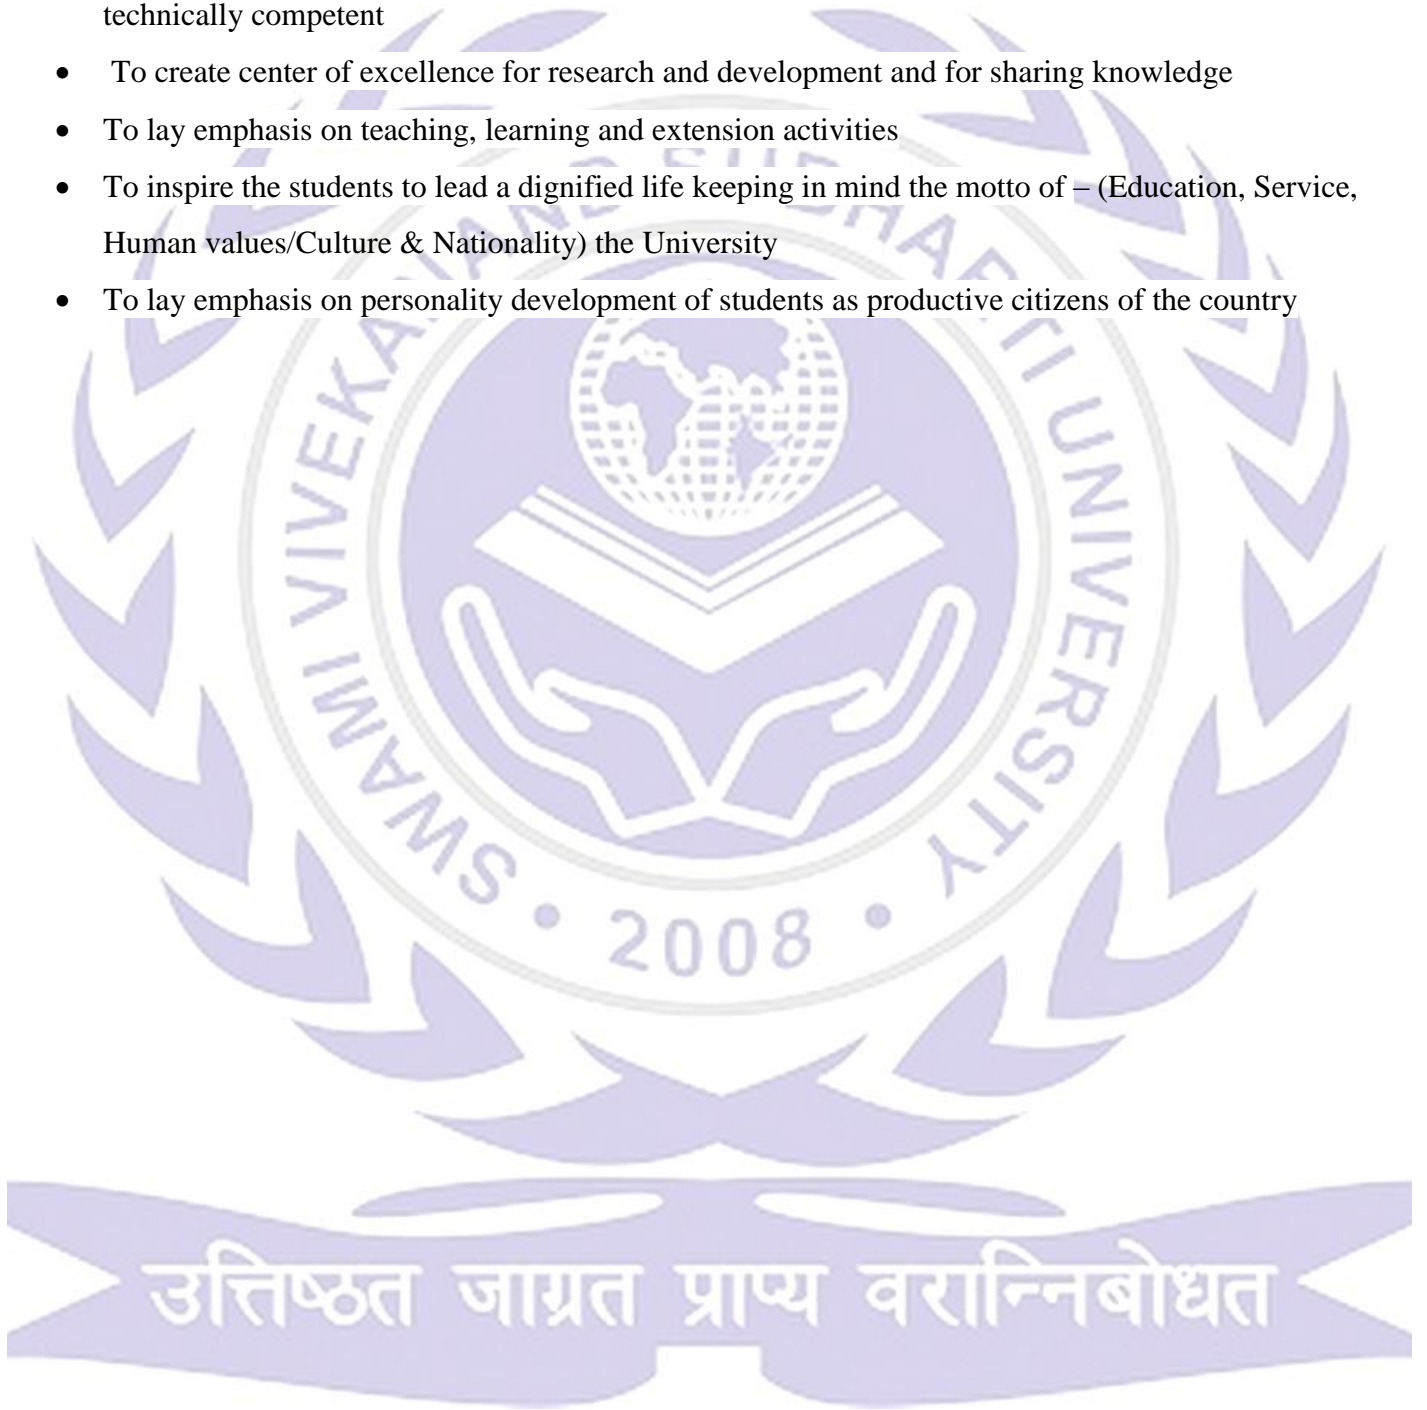 technically competent
• To create center of excellence for research and development and for sharing knowledge
• To lay emphasis on teaching, learning and extension activities
• To inspire the students to lead a dignified life keeping in mind the motto of – (Education, Service,
Human values/Culture & Nationality) the University
• To lay emphasis on personality development of students as productive citizens of the country
SWAMI VIVEKANAND SUBHARTI UNIVERSITY
• 2008 •
उत्तिष्ठत जाग्रत प्राप्य वरान्निबोधत